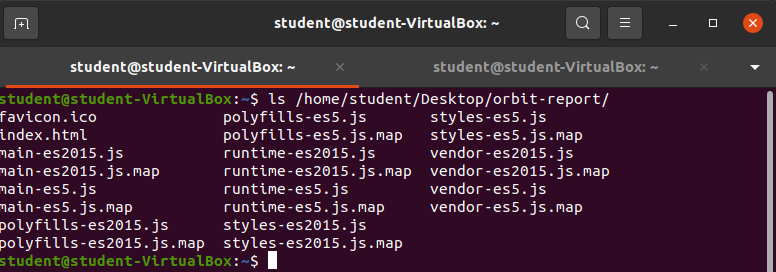 student@student-VirtualBox: ~
student@student-VirtualBox: ~ × student@student-VirtualBox: ~ ×
student@student-VirtualBox:~$ ls /home/student/Desktop/orbit-report/
favicon.ico polyfills-es5.js styles-es5.js
index.html polyfills-es5.js.map styles-es5.js.map
main-es2015.js runtime-es2015.js vendor-es2015.js
main-es2015.js.map runtime-es2015.js.map vendor-es2015.js.map
main-es5.js runtime-es5.js vendor-es5.js
main-es5.js.map runtime-es5.js.map vendor-es5.js.map
polyfills-es2015.js styles-es2015.js
polyfills-es2015.js.map styles-es2015.js.map
student@student-VirtualBox:~$